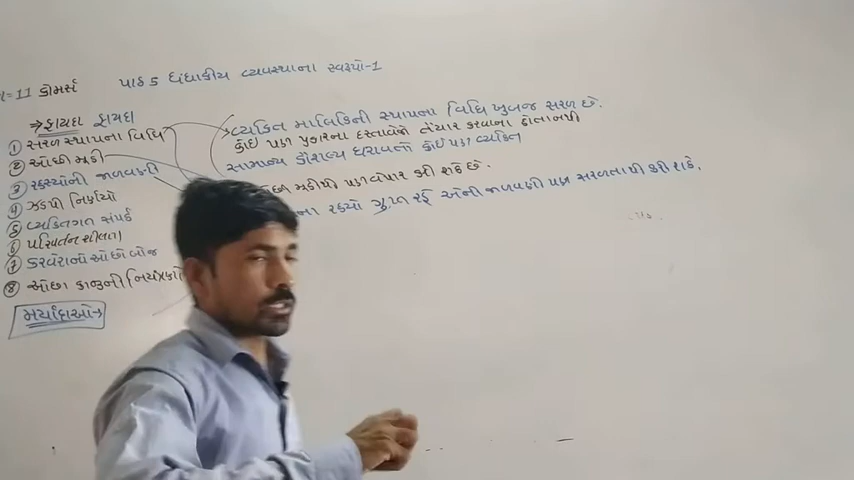 ધ = 11 કોમર્સ પાઠ 5 ધંધાકીય વ્યવસ્થાના સ્વરૂપો-1
⇒ ફાયદા ફાયદા
① સરળ સ્થાપના વિધિ
② ઓછી મૂડી
③ રહસ્યોની જાળવણી
④ ઝડપી નિર્ણયો
⑤ વ્યક્તિગત સંપર્ક
⑥ પરિવર્તનશીલતા
⑦ કરવેરાનો ઓછો બોજ
⑧ ઓછા કાનુની નિયંત્રણો
મર્યાદાઓ→
વ્યકિત માલિકિની સ્થાપના વિધિ ખુબજ સરળ છે.
કોઈ પણ પ્રકારના દસ્તાવેજો તૈયાર કરવાના હોતા નથી
સામાન્ય કૌશલ્ય ધરાવતો કોઈ પણ વ્યકિત
મૂડીથી પણ વેપાર કરી શકે છે.
ના રહસ્યો ગુપ્ત રહે એની જાળવણી પણ સરળતાથી કરી શકે.